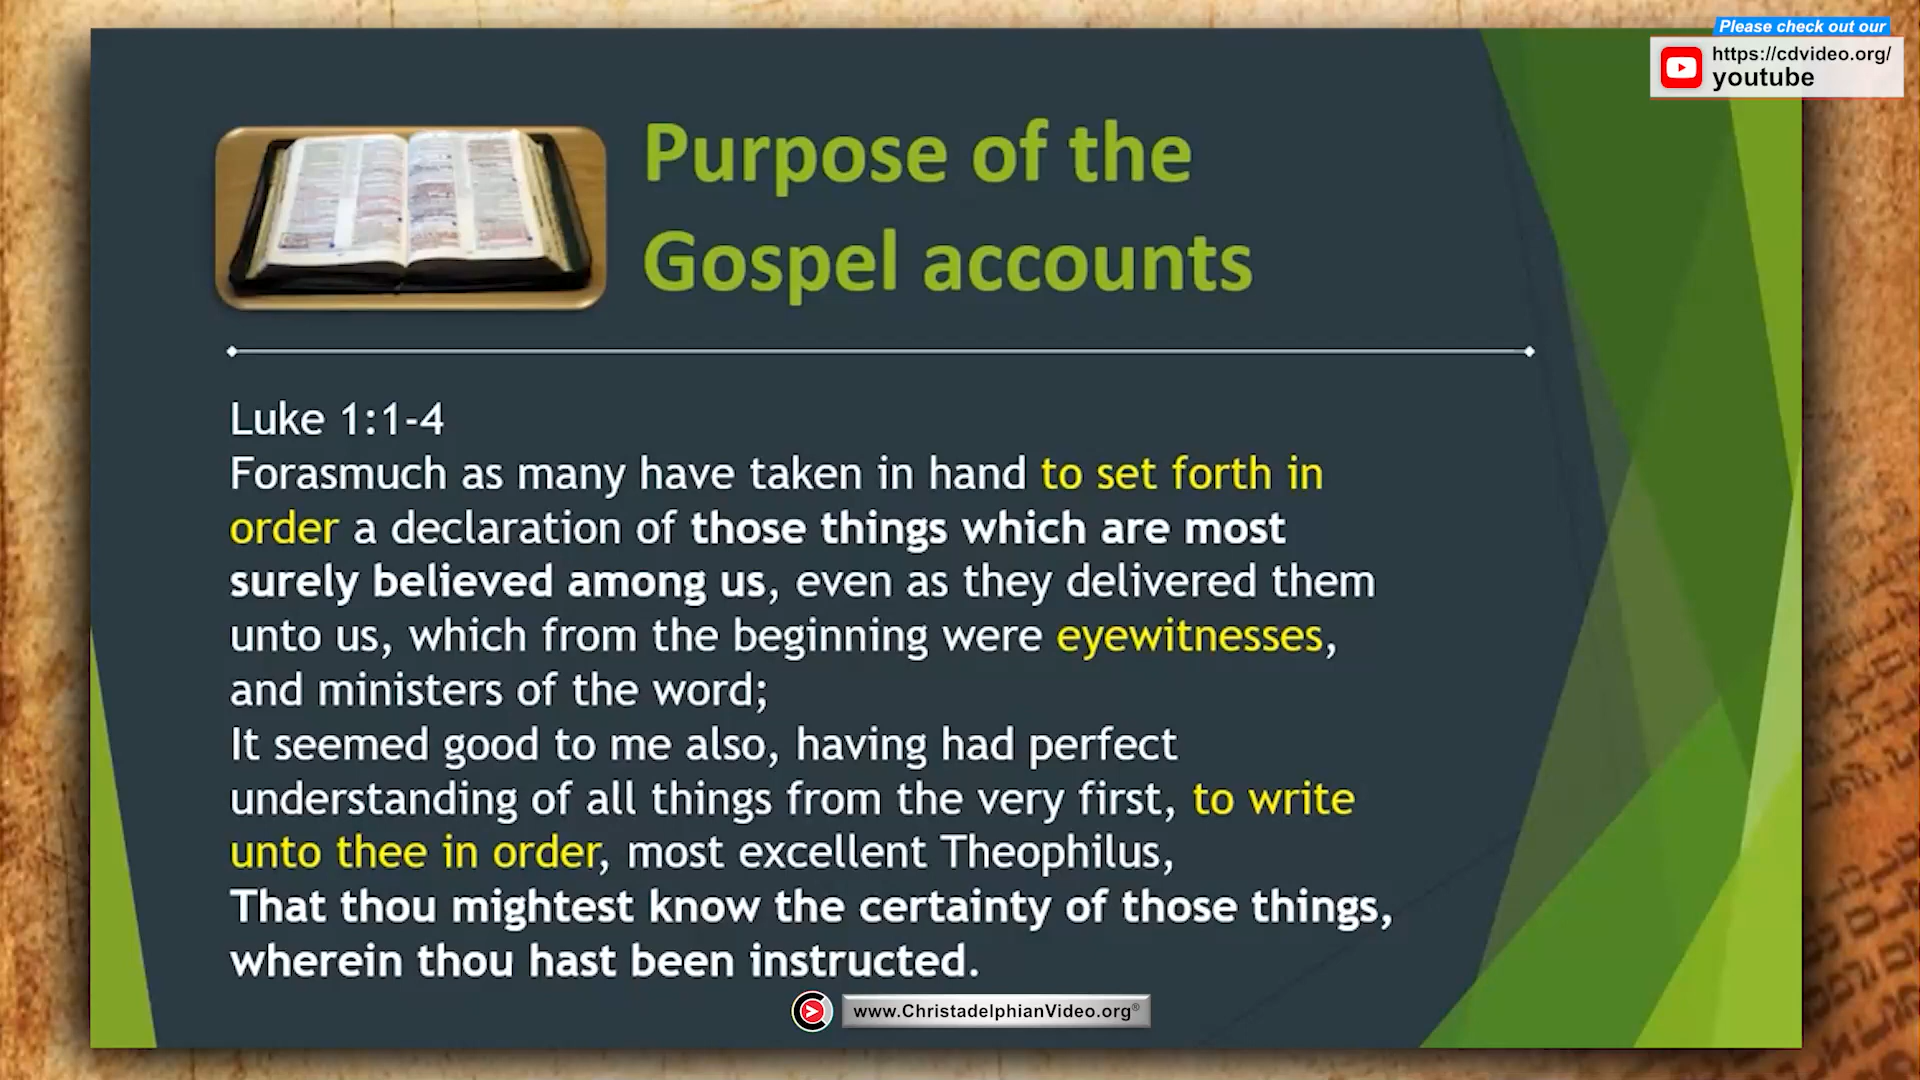 Please check out our
https://cdvideo.org/
youtube
Purpose of the
Gospel accounts
Luke 1:1-4
Forasmuch as many have taken in hand to set forth in
order a declaration of those things which are most
surely believed among us, even as they delivered them
unto us, which from the beginning were eyewitnesses,
and ministers of the word;
It seemed good to me also, having had perfect
understanding of all things from the very first, to write
unto thee in order, most excellent Theophilus,
That thou mightest know the certainty of those things,
wherein thou hast been instructed.
www.ChristadelphianVideo.org®